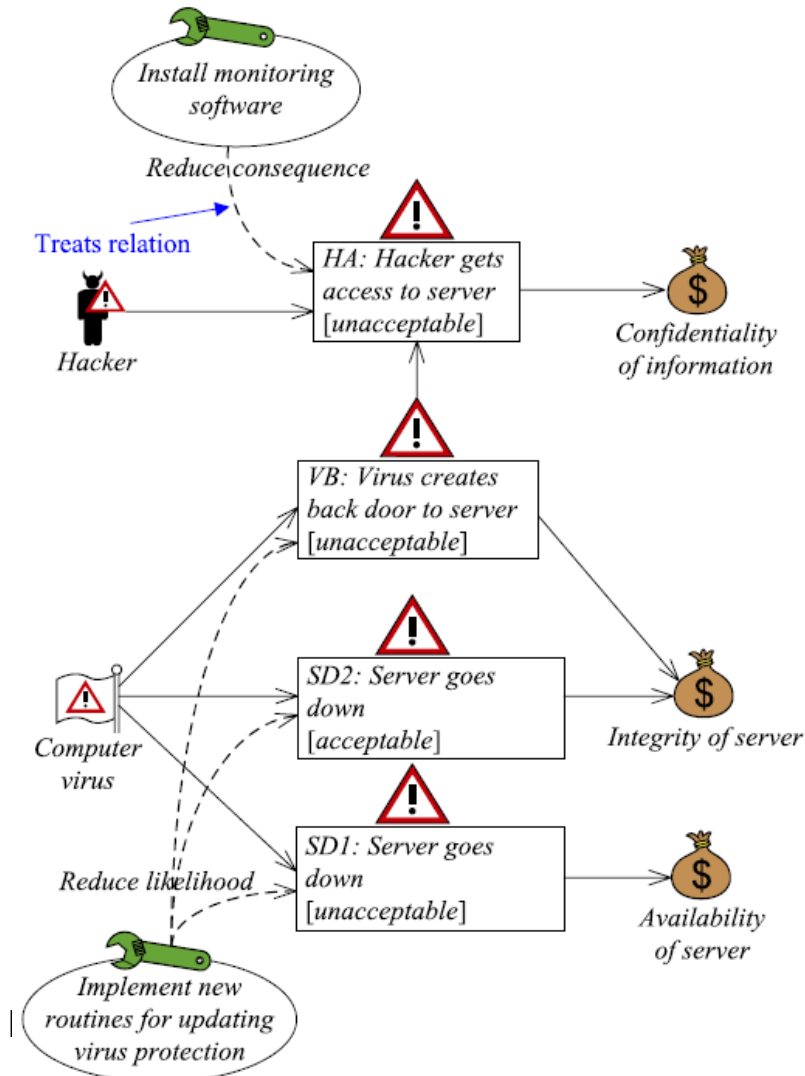 Install monitoring
software
Reduce consequence
Treats relation
HA: Hacker gets
access to server
[unacceptable]
Hacker
$
Confidentiality
of information
VB: Virus creates
back door to server
[unacceptable]
SD2: Server goes
down
[acceptable]
Computer
virus
$
Integrity of server
SD1: Server goes
down
[unacceptable]
Reduce likelihood
$
Availability
of server
Implement new
routines for updating
virus protection